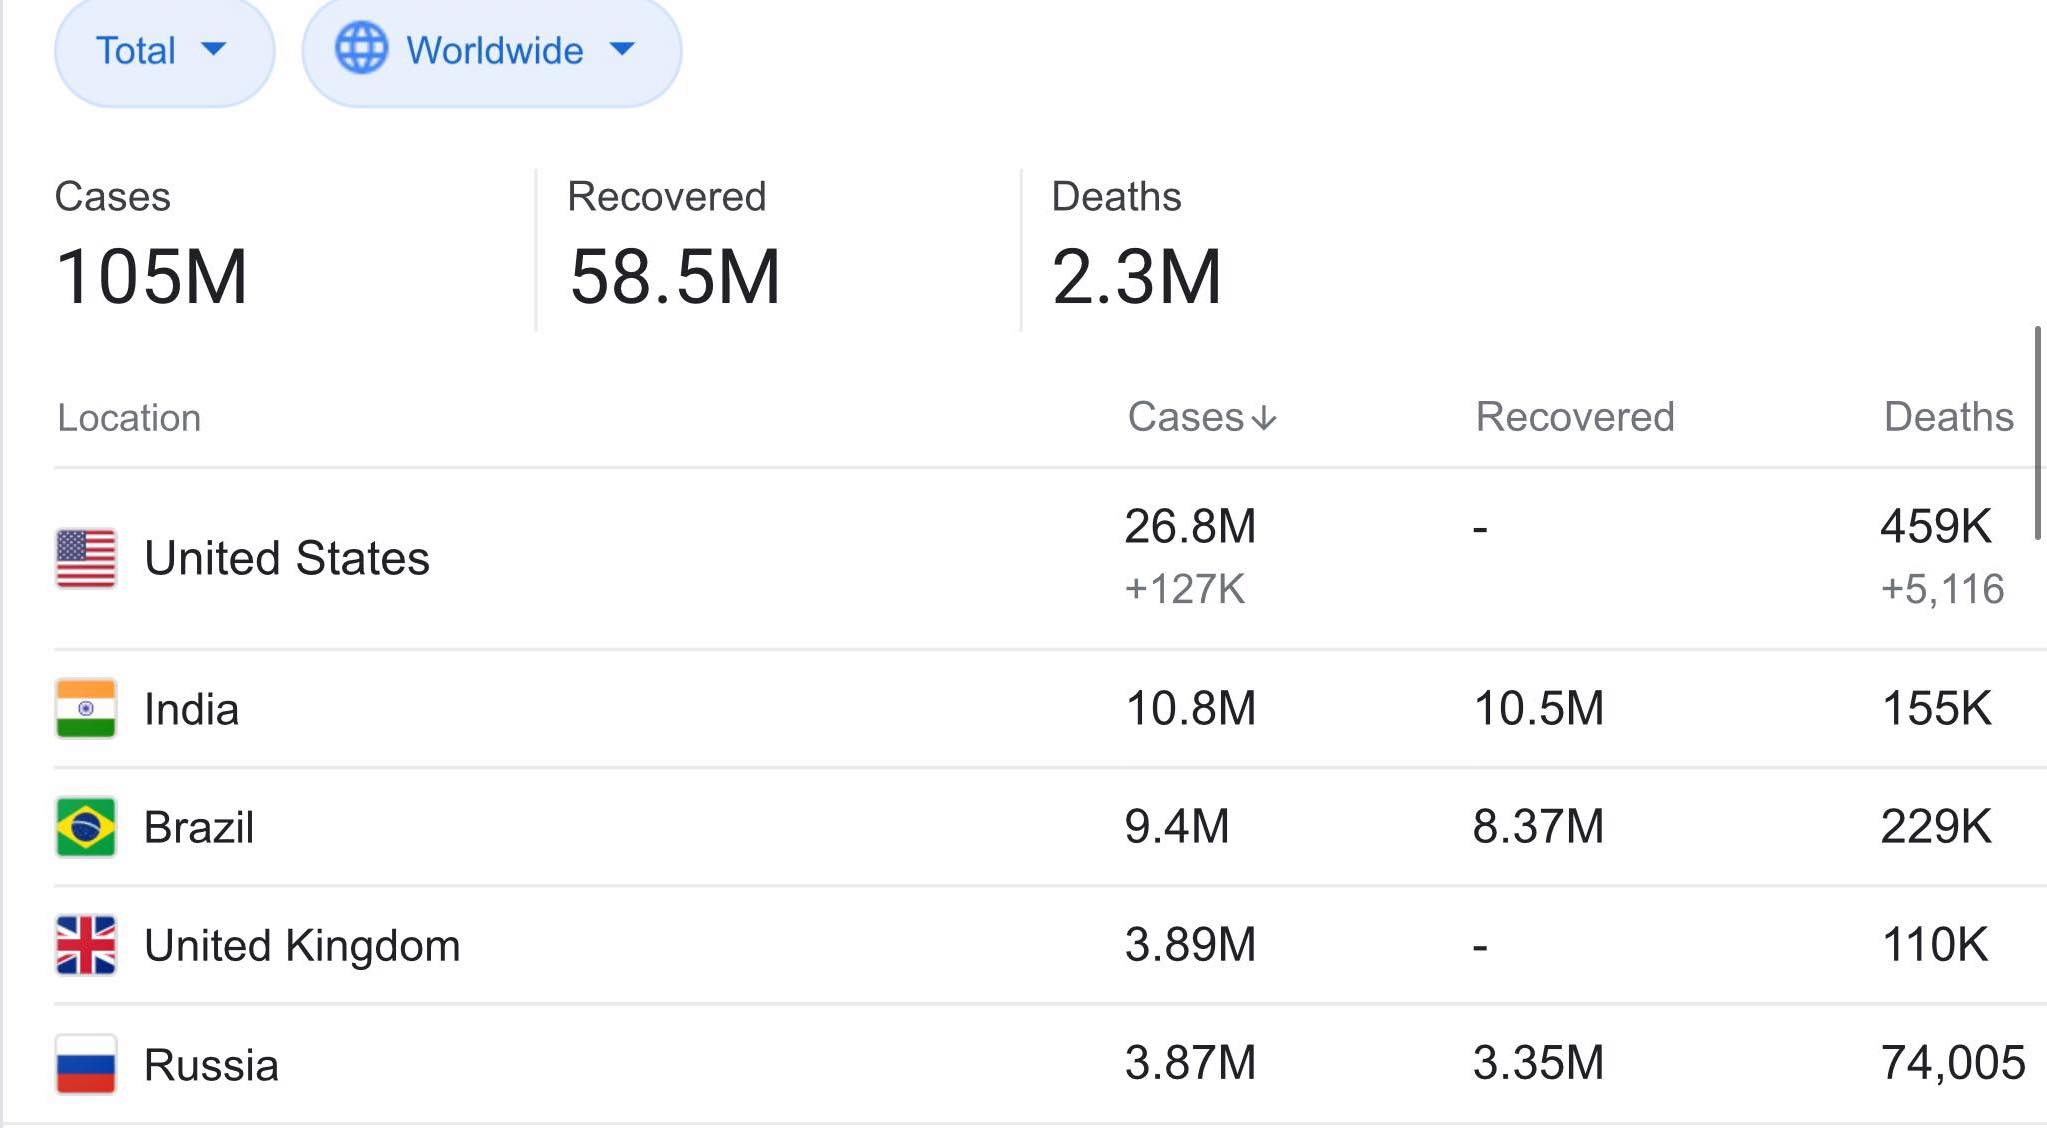 Total Worldwide
Cases Recovered Deaths
105M 58.5M 2.3M
Location Cases↓ Recovered Deaths
United States 26.8M - 459K
+127K +5,116
India 10.8M 10.5M 155K
Brazil 9.4M 8.37M 229K
United Kingdom 3.89M - 110K
Russia 3.87M 3.35M 74,005